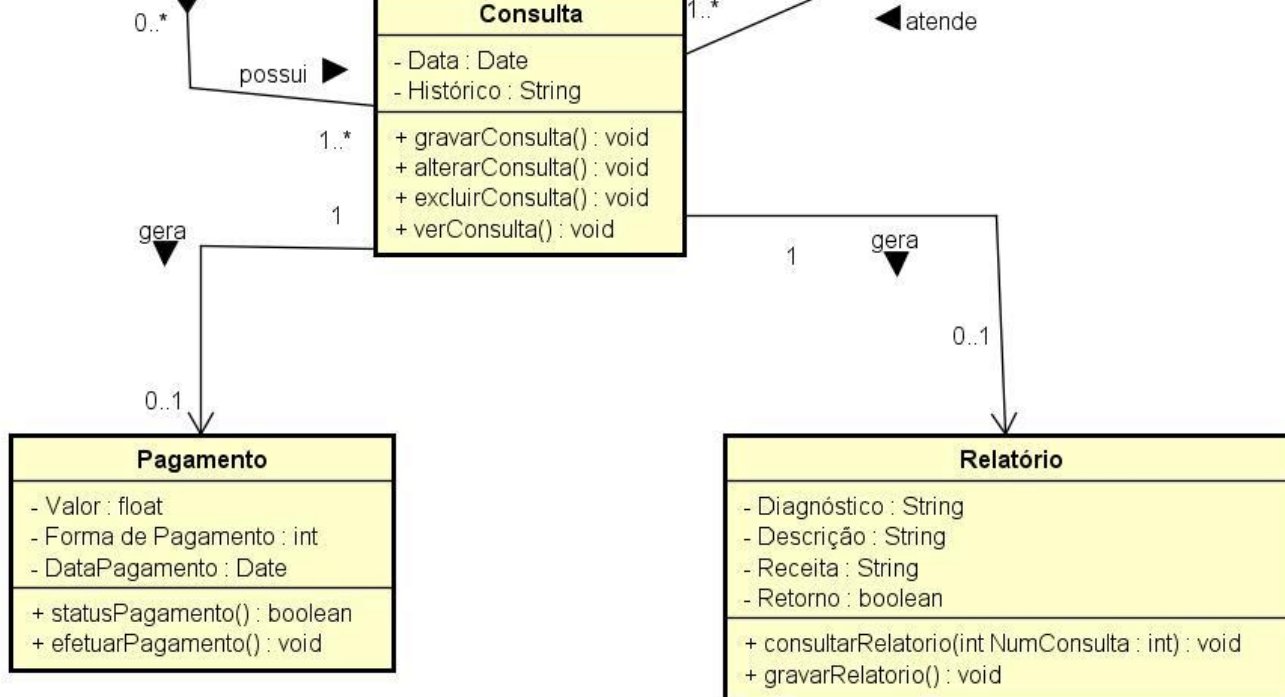 Consulta
- Data : Date
- Histórico : String
+ gravarConsulta() : void
+ alterarConsulta() : void
+ excluirConsulta() : void
+ verConsulta() : void
0..*
possui
1..*
1..*
atende
1
gera
0..1
1
gera
0..1
Pagamento
- Valor : float
- Forma de Pagamento : int
- DataPagamento : Date
+ statusPagamento() : boolean
+ efetuarPagamento() : void
Relatório
- Diagnóstico : String
- Descrição : String
- Receita : String
- Retorno : boolean
+ consultarRelatorio(int NumConsulta : int) : void
+ gravarRelatorio() : void